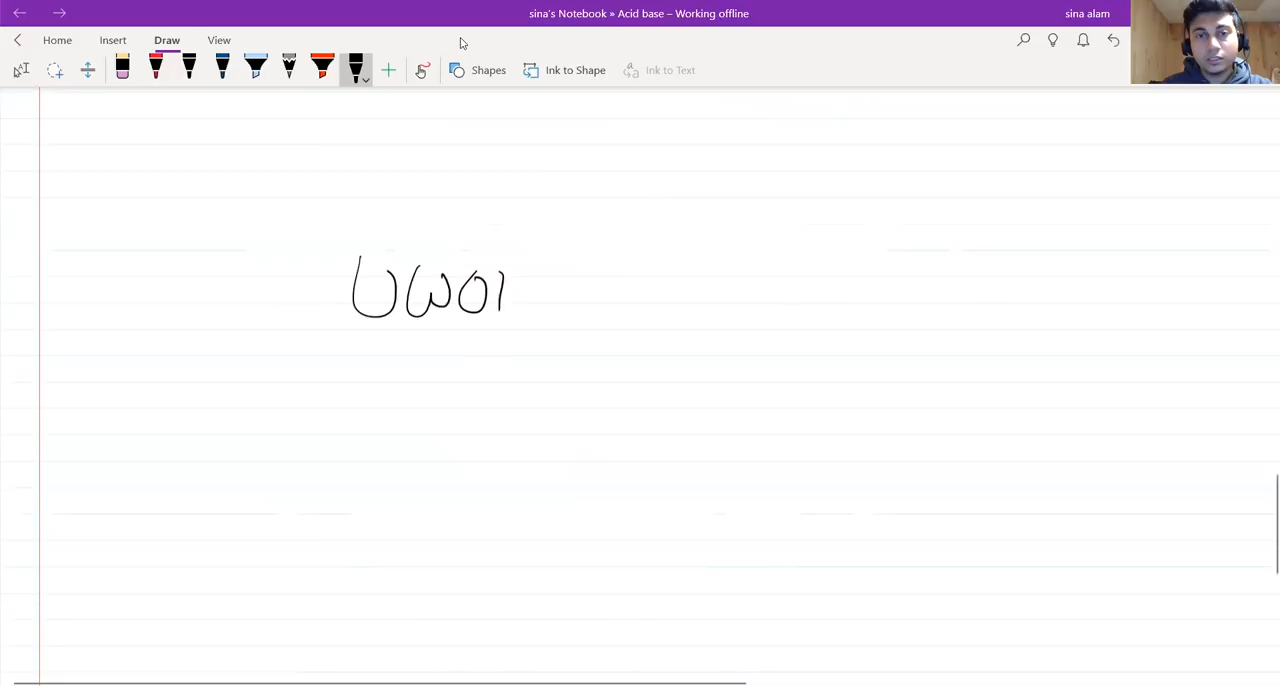 sina's Notebook » Acid base – Working offline
sina alam
Home Insert Draw View
Shapes Ink to Shape Ink to Text
UWOI